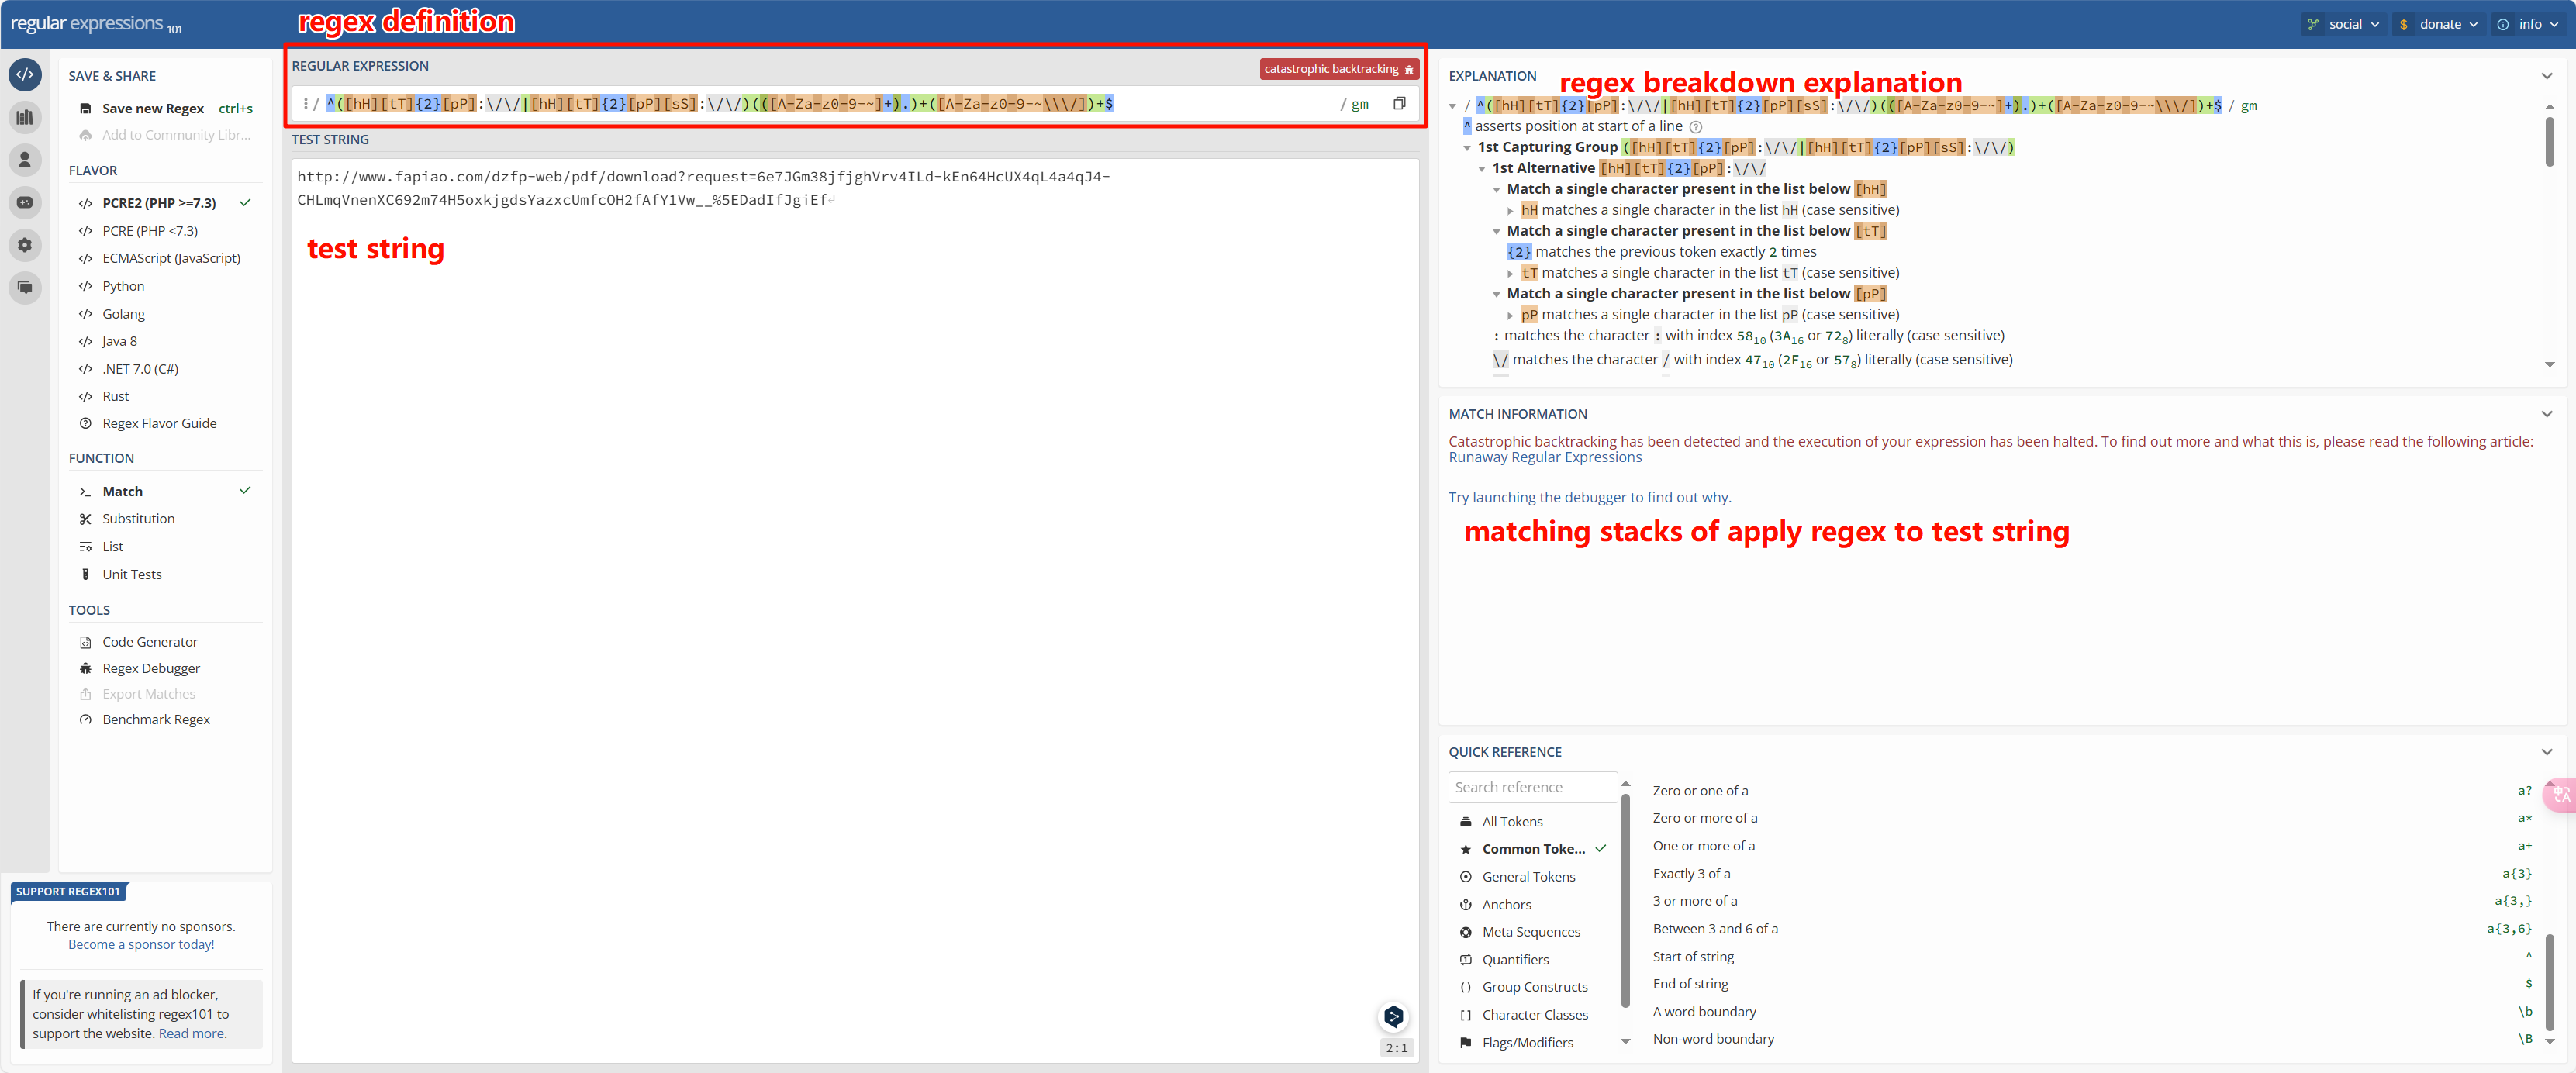 regular expressions 101
regex definition
social
donate
info
SAVE & SHARE
Save new Regex ctrl+s
Add to Community Libr...
FLAVOR
PCRE2 (PHP >=7.3)
PCRE (PHP <7.3)
ECMAScript (JavaScript)
Python
Golang
Java 8
.NET 7.0 (C#)
Rust
Regex Flavor Guide
FUNCTION
Match
Substitution
List
Unit Tests
TOOLS
Code Generator
Regex Debugger
Export Matches
Benchmark Regex
SUPPORT REGEX101
There are currently no sponsors.
Become a sponsor today!
If you're running an ad blocker,
consider whitelisting regex101 to
support the website. Read more.
REGULAR EXPRESSION
catastrophic backtracking
/ ^([hH][tT]{2}[pP]:\/\/|[hH][tT]{2}[pP][sS]:\/\/)(([A-Za-z0-9-~]+).)+([A-Za-z0-9-~\\\/])+$ / gm
TEST STRING
http://www.fapiao.com/dzfp-web/pdf/download?request=6e7JGm38jfjghVrv4ILd-kEn64HcUX4qL4a4qJ4-
CHLmqVnenXC692m74H5oxkjgdsYazxcUmfcOH2fAfY1Vw__%5EDadIfJgiEf
test string
2:1
EXPLANATION
regex breakdown explanation
/ ^([hH][tT]{2}[pP]:\/\/|[hH][tT]{2}[pP][sS]:\/\/)(([A-Za-z0-9-~]+).)+([A-Za-z0-9-~\\\/])+$ / gm
^ asserts position at start of a line
1st Capturing Group ([hH][tT]{2}[pP]:\/\/|[hH][tT]{2}[pP][sS]:\/\/)
1st Alternative [hH][tT]{2}[pP]:\/\/
Match a single character present in the list below [hH]
hH matches a single character in the list hH (case sensitive)
Match a single character present in the list below [tT]
{2} matches the previous token exactly 2 times
tT matches a single character in the list tT (case sensitive)
Match a single character present in the list below [pP]
pP matches a single character in the list pP (case sensitive)
: matches the character : with index 58₁₀ (3A₁₆ or 72₈) literally (case sensitive)
\/ matches the character / with index 47₁₀ (2F₁₆ or 57₈) literally (case sensitive)
MATCH INFORMATION
Catastrophic backtracking has been detected and the execution of your expression has been halted. To find out more and what this is, please read the following article:
Runaway Regular Expressions
Try launching the debugger to find out why.
matching stacks of apply regex to test string
QUICK REFERENCE
Search reference
All Tokens
Common Toke...
General Tokens
Anchors
Meta Sequences
Quantifiers
Group Constructs
Character Classes
Flags/Modifiers
Zero or one of a a?
Zero or more of a a*
One or more of a a+
Exactly 3 of a a{3}
3 or more of a a{3,}
Between 3 and 6 of a a{3,6}
Start of string ^
End of string $
A word boundary \b
Non-word boundary \B